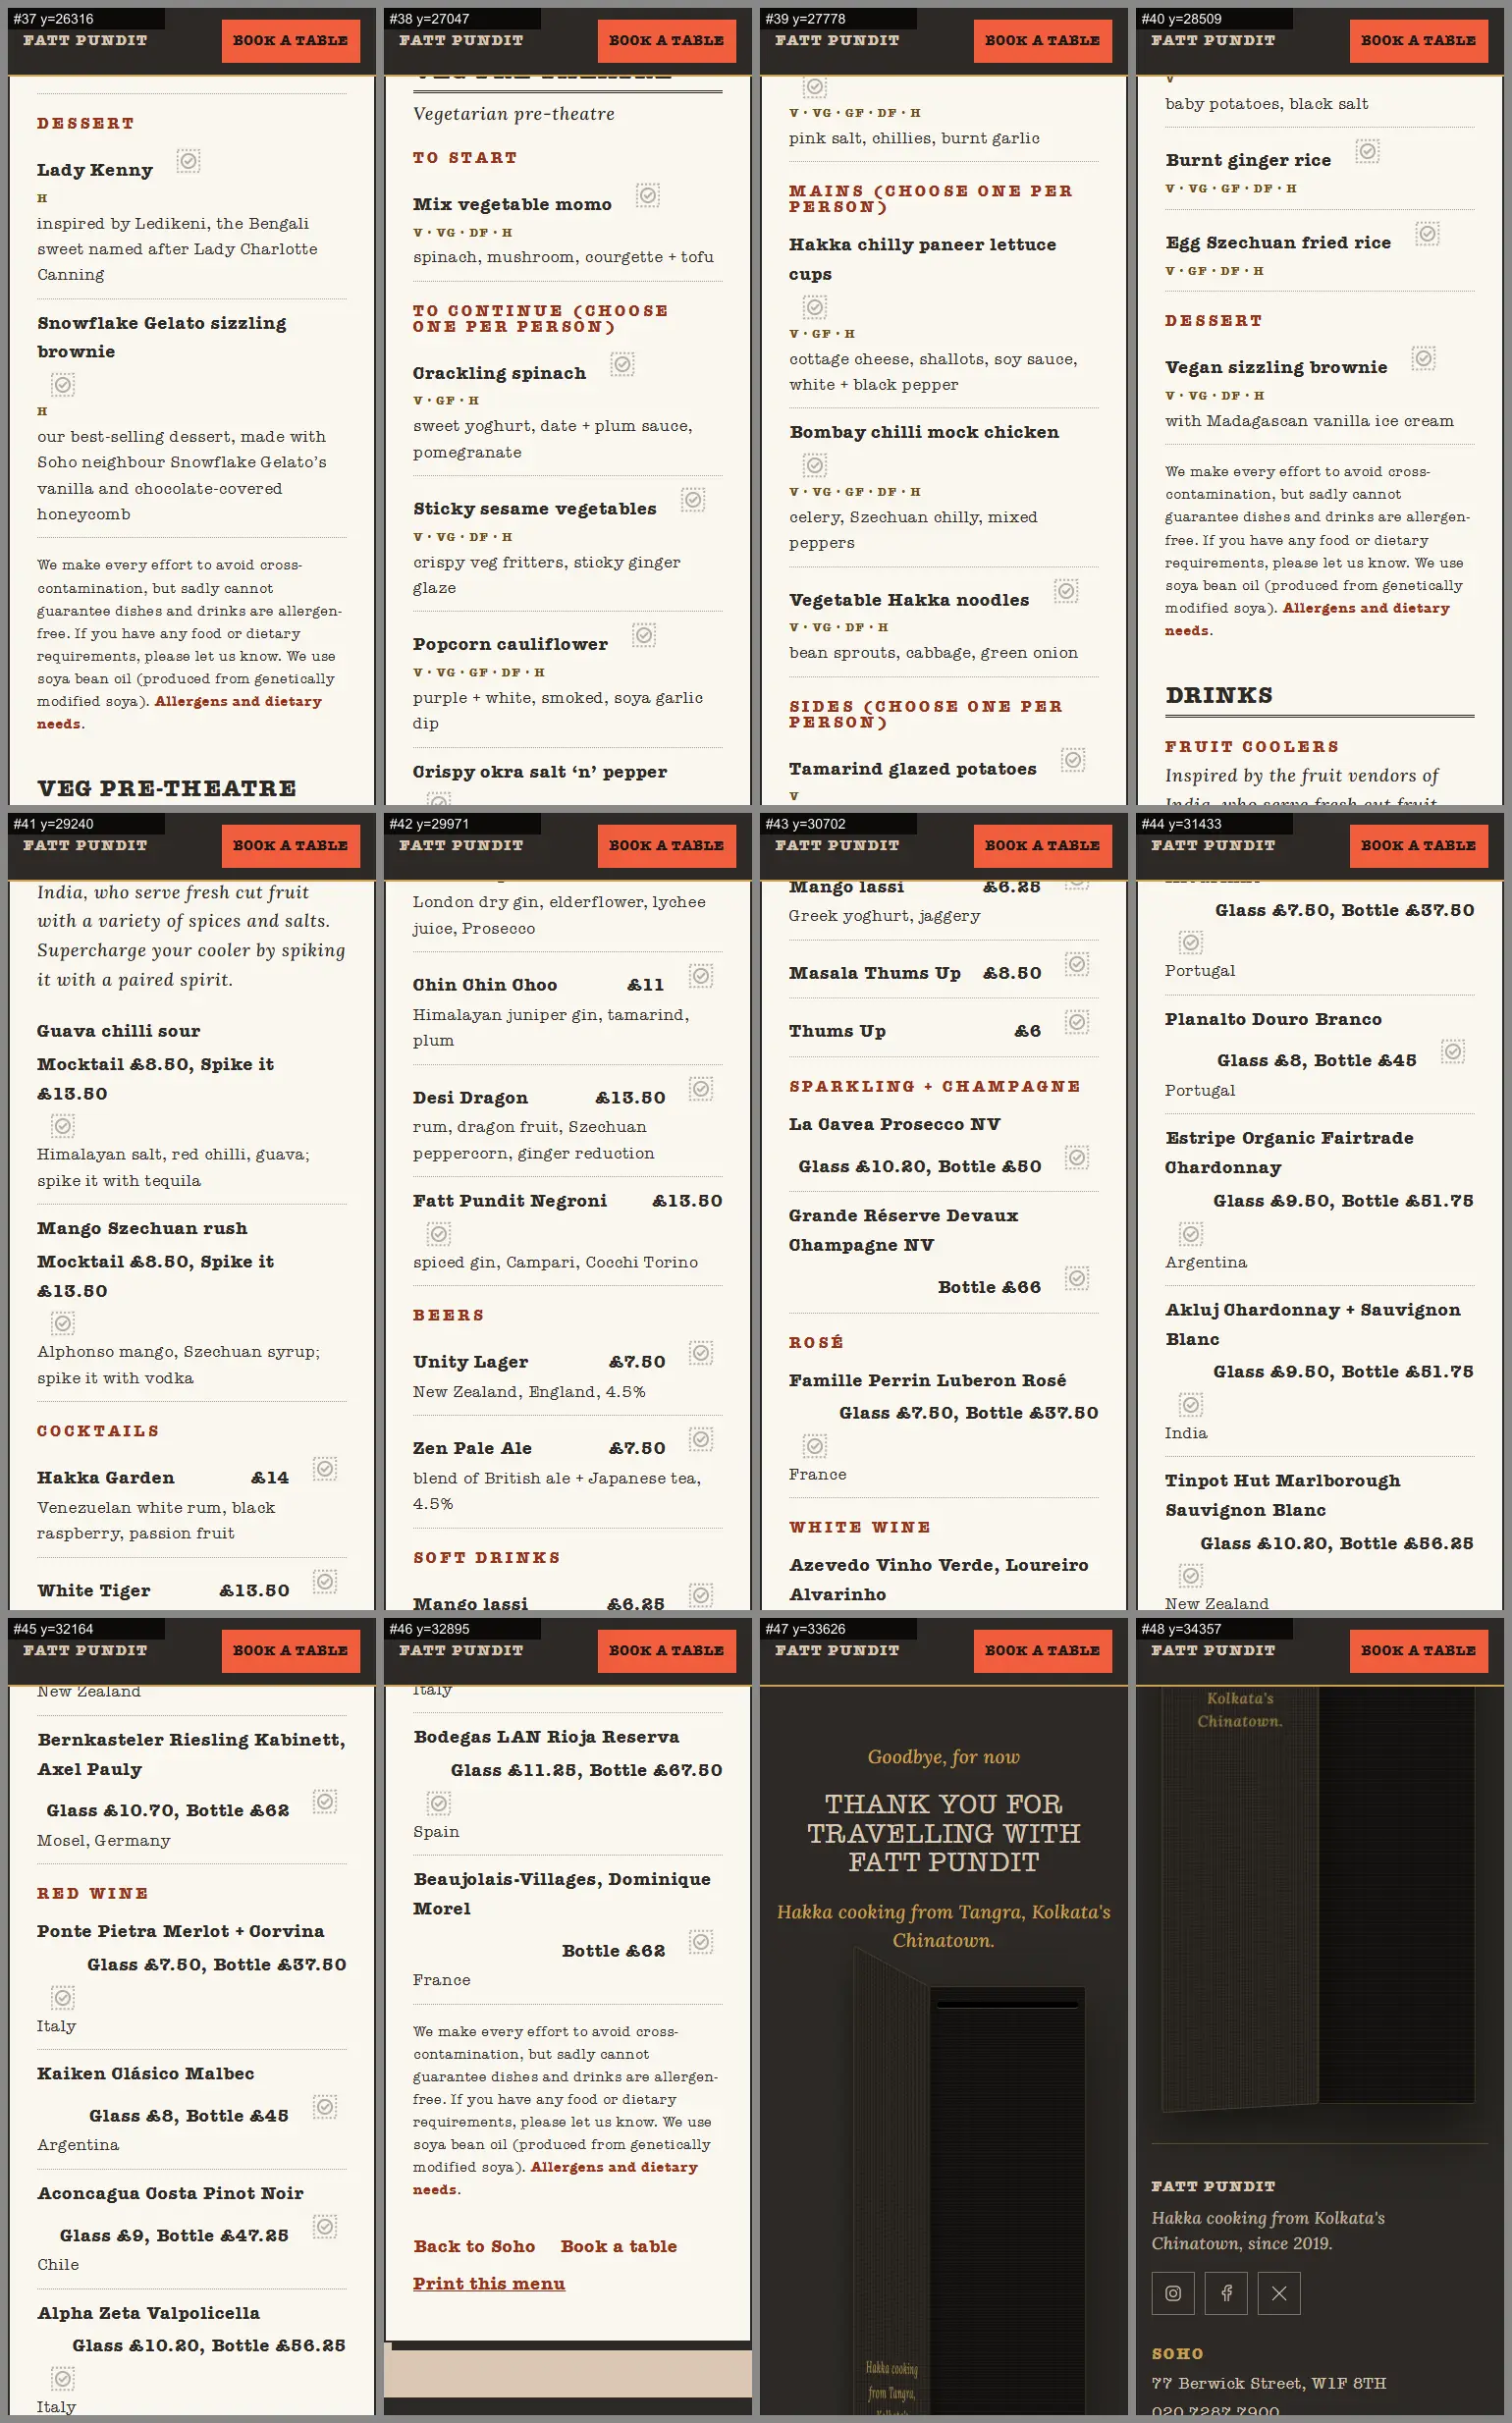 #37 y=26316
FATT PUNDIT
BOOK A TABLE
DESSERT
Lady Kenny
H
inspired by Ledikeni, the Bengali
sweet named after Lady Charlotte
Canning
Snowflake Gelato sizzling
brownie
H
our best-selling dessert, made with
Soho neighbour Snowflake Gelato's
vanilla and chocolate-covered
honeycomb
We make every effort to avoid cross-
contamination, but sadly cannot
guarantee dishes and drinks are allergen-
free. If you have any food or dietary
requirements, please let us know. We use
soya bean oil (produced from genetically
modified soya). Allergens and dietary
needs.
VEG PRE-THEATRE
#38 y=27047
FATT PUNDIT
BOOK A TABLE
VEG PRE-THEATRE
Vegetarian pre-theatre
TO START
Mix vegetable momo
V · VG · DF · H
spinach, mushroom, courgette + tofu
TO CONTINUE (CHOOSE
ONE PER PERSON)
Crackling spinach
V · GF · H
sweet yoghurt, date + plum sauce,
pomegranate
Sticky sesame vegetables
V · VG · DF · H
crispy veg fritters, sticky ginger
glaze
Popcorn cauliflower
V · VG · GF · DF · H
purple + white, smoked, soya garlic
dip
Crispy okra salt ‘n’ pepper
#39 y=27778
FATT PUNDIT
BOOK A TABLE
V · VG · GF · DF · H
pink salt, chillies, burnt garlic
MAINS (CHOOSE ONE PER
PERSON)
Hakka chilly paneer lettuce
cups
V · GF · H
cottage cheese, shallots, soy sauce,
white + black pepper
Bombay chilli mock chicken
V · VG · GF · DF · H
celery, Szechuan chilly, mixed
peppers
Vegetable Hakka noodles
V · VG · DF · H
bean sprouts, cabbage, green onion
SIDES (CHOOSE ONE PER
PERSON)
Tamarind glazed potatoes
V
#40 y=28509
FATT PUNDIT
BOOK A TABLE
V
baby potatoes, black salt
Burnt ginger rice
V · VG · GF · DF · H
Egg Szechuan fried rice
V · GF · DF · H
DESSERT
Vegan sizzling brownie
V · VG · DF · H
with Madagascan vanilla ice cream
We make every effort to avoid cross-
contamination, but sadly cannot
guarantee dishes and drinks are allergen-
free. If you have any food or dietary
requirements, please let us know. We use
soya bean oil (produced from genetically
modified soya). Allergens and dietary
needs.
DRINKS
FRUIT COOLERS
Inspired by the fruit vendors of
India, who serve fresh cut fruit
#41 y=29240
FATT PUNDIT
BOOK A TABLE
India, who serve fresh cut fruit
with a variety of spices and salts.
Supercharge your cooler by spiking
it with a paired spirit.
Guava chilli sour
Mocktail £8.50, Spike it
£13.50
Himalayan salt, red chilli, guava;
spike it with tequila
Mango Szechuan rush
Mocktail £8.50, Spike it
£13.50
Alphonso mango, Szechuan syrup;
spike it with vodka
COCKTAILS
Hakka Garden £14
Venezuelan white rum, black
raspberry, passion fruit
White Tiger £13.50
#42 y=29971
FATT PUNDIT
BOOK A TABLE
London dry gin, elderflower, lychee
juice, Prosecco
Chin Chin Choo £11
Himalayan juniper gin, tamarind,
plum
Desi Dragon £13.50
rum, dragon fruit, Szechuan
peppercorn, ginger reduction
Fatt Pundit Negroni £13.50
spiced gin, Campari, Cocchi Torino
BEERS
Unity Lager £7.50
New Zealand, England, 4.5%
Zen Pale Ale £7.50
blend of British ale + Japanese tea,
4.5%
SOFT DRINKS
Mango lassi £6.25
#43 y=30702
FATT PUNDIT
BOOK A TABLE
Mango lassi £6.25
Greek yoghurt, jaggery
Masala Thums Up £8.50
Thums Up £6
SPARKLING + CHAMPAGNE
La Cavea Prosecco NV
Glass £10.20, Bottle £50
Grande Réserve Devaux
Champagne NV
Bottle £66
ROSÉ
Famille Perrin Luberon Rosé
Glass £7.50, Bottle £37.50
France
WHITE WINE
Azevedo Vinho Verde, Loureiro
Alvarinho
#44 y=31433
FATT PUNDIT
BOOK A TABLE
Glass £7.50, Bottle £37.50
Portugal
Planalto Douro Branco
Glass £8, Bottle £45
Portugal
Estripe Organic Fairtrade
Chardonnay
Glass £9.50, Bottle £51.75
Argentina
Akluj Chardonnay + Sauvignon
Blanc
Glass £9.50, Bottle £51.75
India
Tinpot Hut Marlborough
Sauvignon Blanc
Glass £10.20, Bottle £56.25
New Zealand
#45 y=32164
FATT PUNDIT
BOOK A TABLE
New Zealand
Bernkasteler Riesling Kabinett,
Axel Pauly
Glass £10.70, Bottle £62
Mosel, Germany
RED WINE
Ponte Pietra Merlot + Corvina
Glass £7.50, Bottle £37.50
Italy
Kaiken Clásico Malbec
Glass £8, Bottle £45
Argentina
Aconcagua Costa Pinot Noir
Glass £9, Bottle £47.25
Chile
Alpha Zeta Valpolicella
Glass £10.20, Bottle £56.25
Italy
#46 y=32895
FATT PUNDIT
BOOK A TABLE
Italy
Bodegas LAN Rioja Reserva
Glass £11.25, Bottle £67.50
Spain
Beaujolais-Villages, Dominique
Morel
Bottle £62
France
We make every effort to avoid cross-
contamination, but sadly cannot
guarantee dishes and drinks are allergen-
free. If you have any food or dietary
requirements, please let us know. We use
soya bean oil (produced from genetically
modified soya). Allergens and dietary
needs.
Back to Soho Book a table
Print this menu
#47 y=33626
FATT PUNDIT
BOOK A TABLE
Goodbye, for now
THANK YOU FOR
TRAVELLING WITH
FATT PUNDIT
Hakka cooking from Tangra, Kolkata's
Chinatown.
Hakka cooking
from Tangra,
Kolkata's
#48 y=34357
FATT PUNDIT
BOOK A TABLE
Kolkata's
Chinatown.
FATT PUNDIT
Hakka cooking from Kolkata's
Chinatown, since 2019.
SOHO
77 Berwick Street, W1F 8TH
020 7287 7900